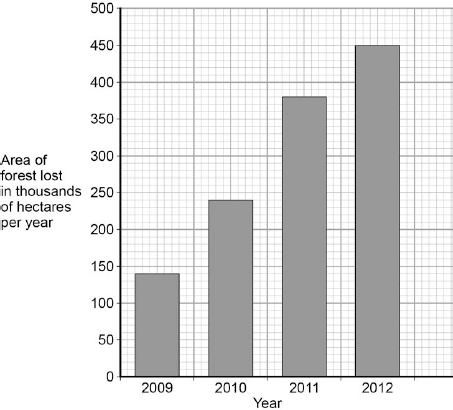 500
450
400
350
300
250
200
150
100
50
0
Area of
forest lost
in thousands
of hectares
per year
2009 2010 2011 2012
Year